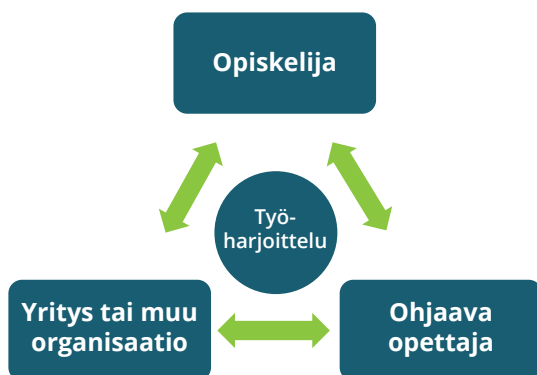 Opiskelija
Työ-
harjoittelu
Yritys tai muu
organisaatio
Ohjaava
opettaja